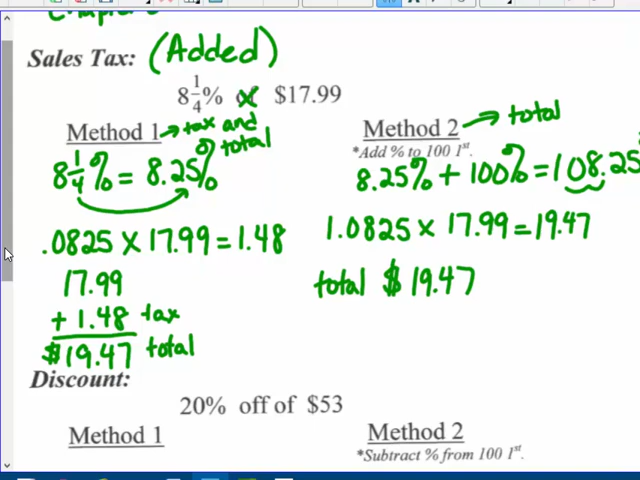 Sales Tax: (Added)
8 1/4% of $17.99
Method 1 → tax and total
8 1/4% = 8.25%
.0825 × 17.99 = 1.48
17.99
+ 1.48 tax
$19.47 total
Method 2 → total
*Add % to 100 1st.
8.25% + 100% = 108.25
1.0825 × 17.99 = 19.47
total $19.47
Discount:
20% off of $53
Method 1
Method 2
*Subtract % from 100 1st.